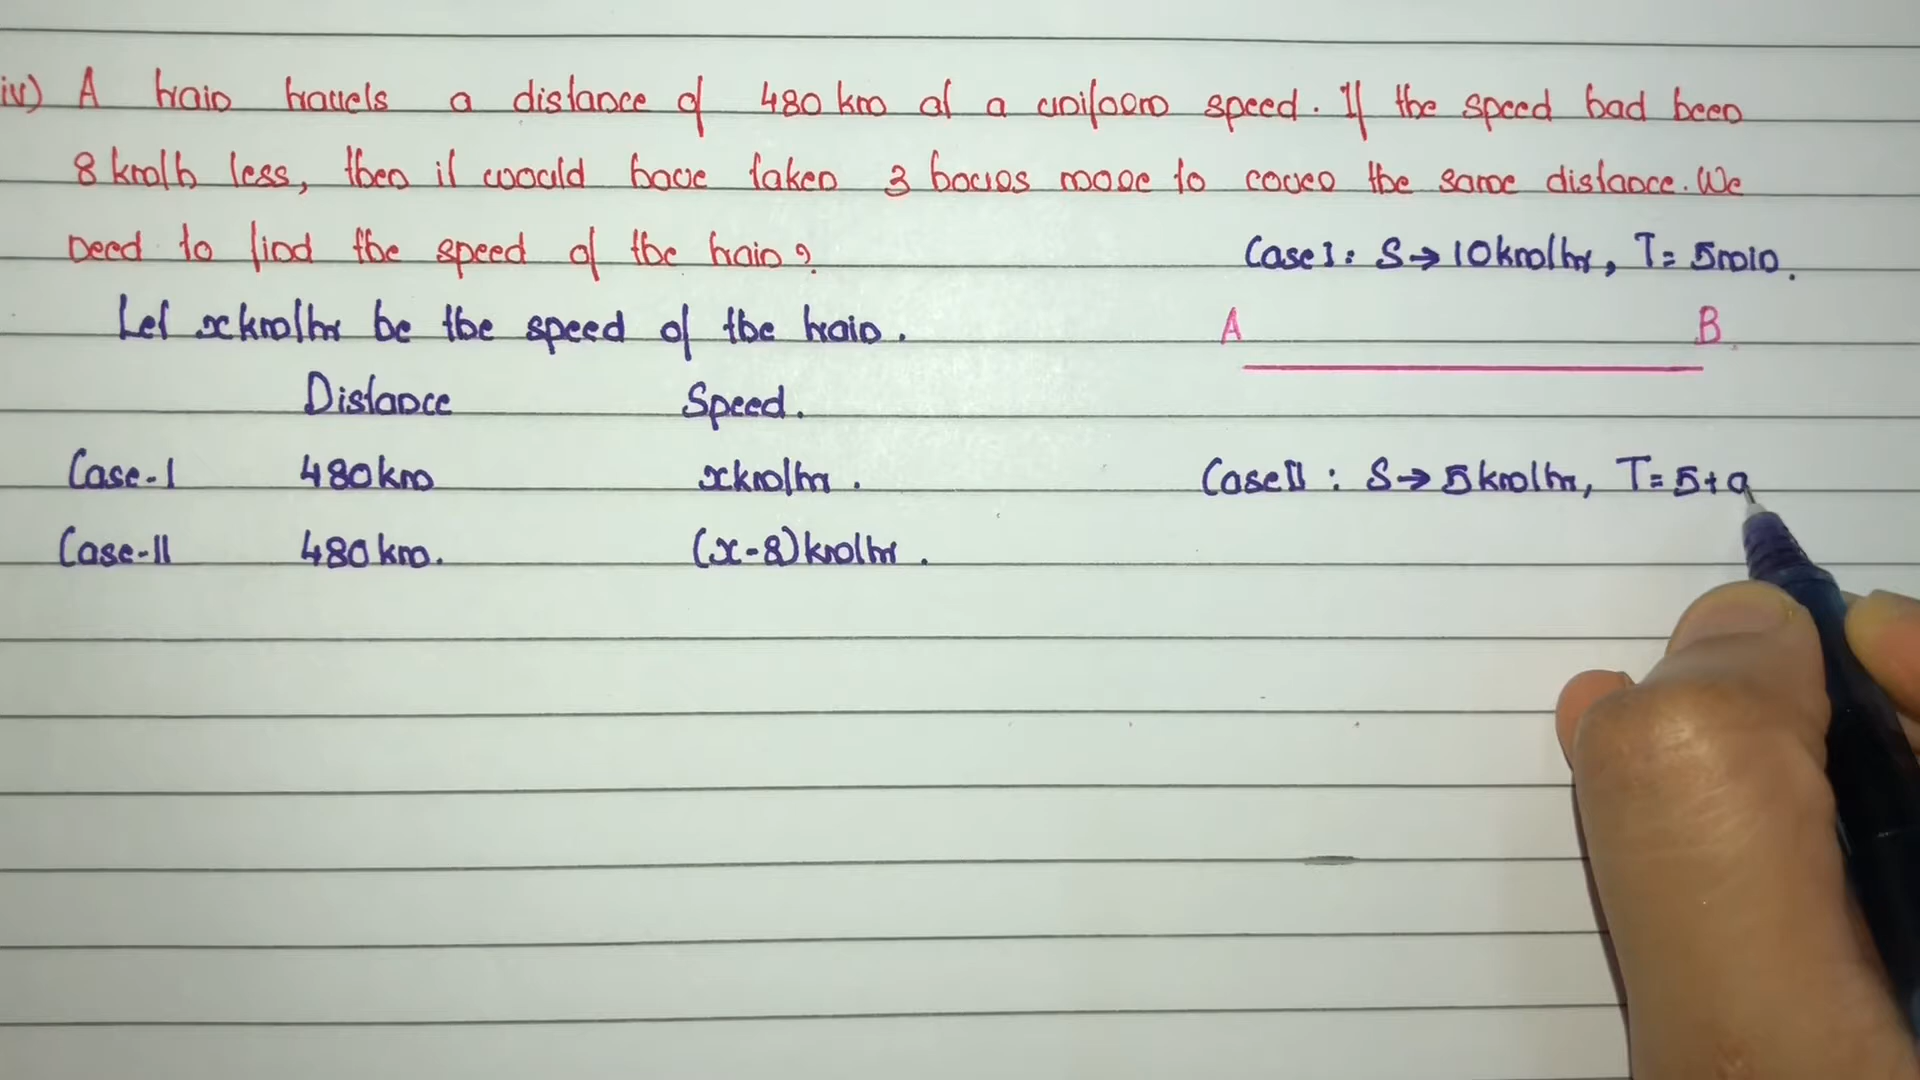 iv) A train travels a distance of 480 km at a uniform speed. If the speed had been
8 km/h less, then it would have taken 3 hours more to cover the same distance. We
need to find the speed of the train?
Case I: S → 10 km/hr, T = 5 min.
Let x km/hr be the speed of the train.
A B
Distance Speed.
Case-I 480 km x km/hr.
Case II : S → 5 km/hr, T = 5 +
Case-II 480 km. (x-8) km/hr.